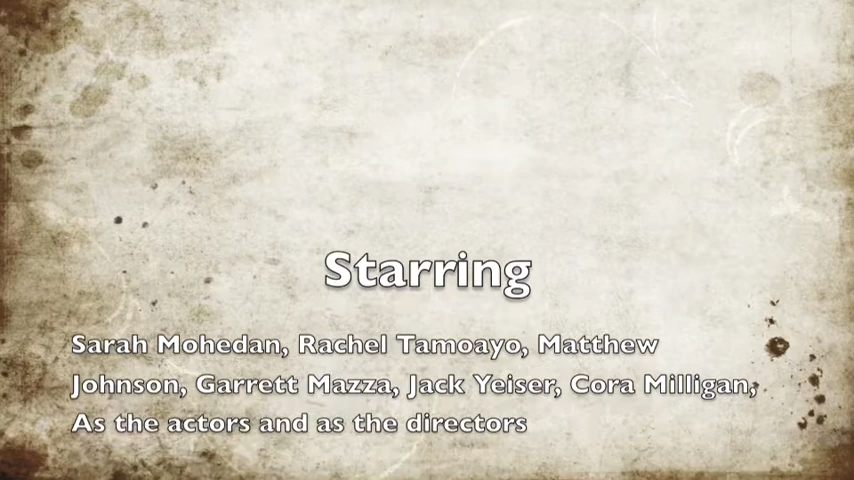 Starring
Sarah Mohedan, Rachel Tamoayo, Matthew
Johnson, Garrett Mazza, Jack Yeiser, Cora Milligan,
As the actors and as the directors